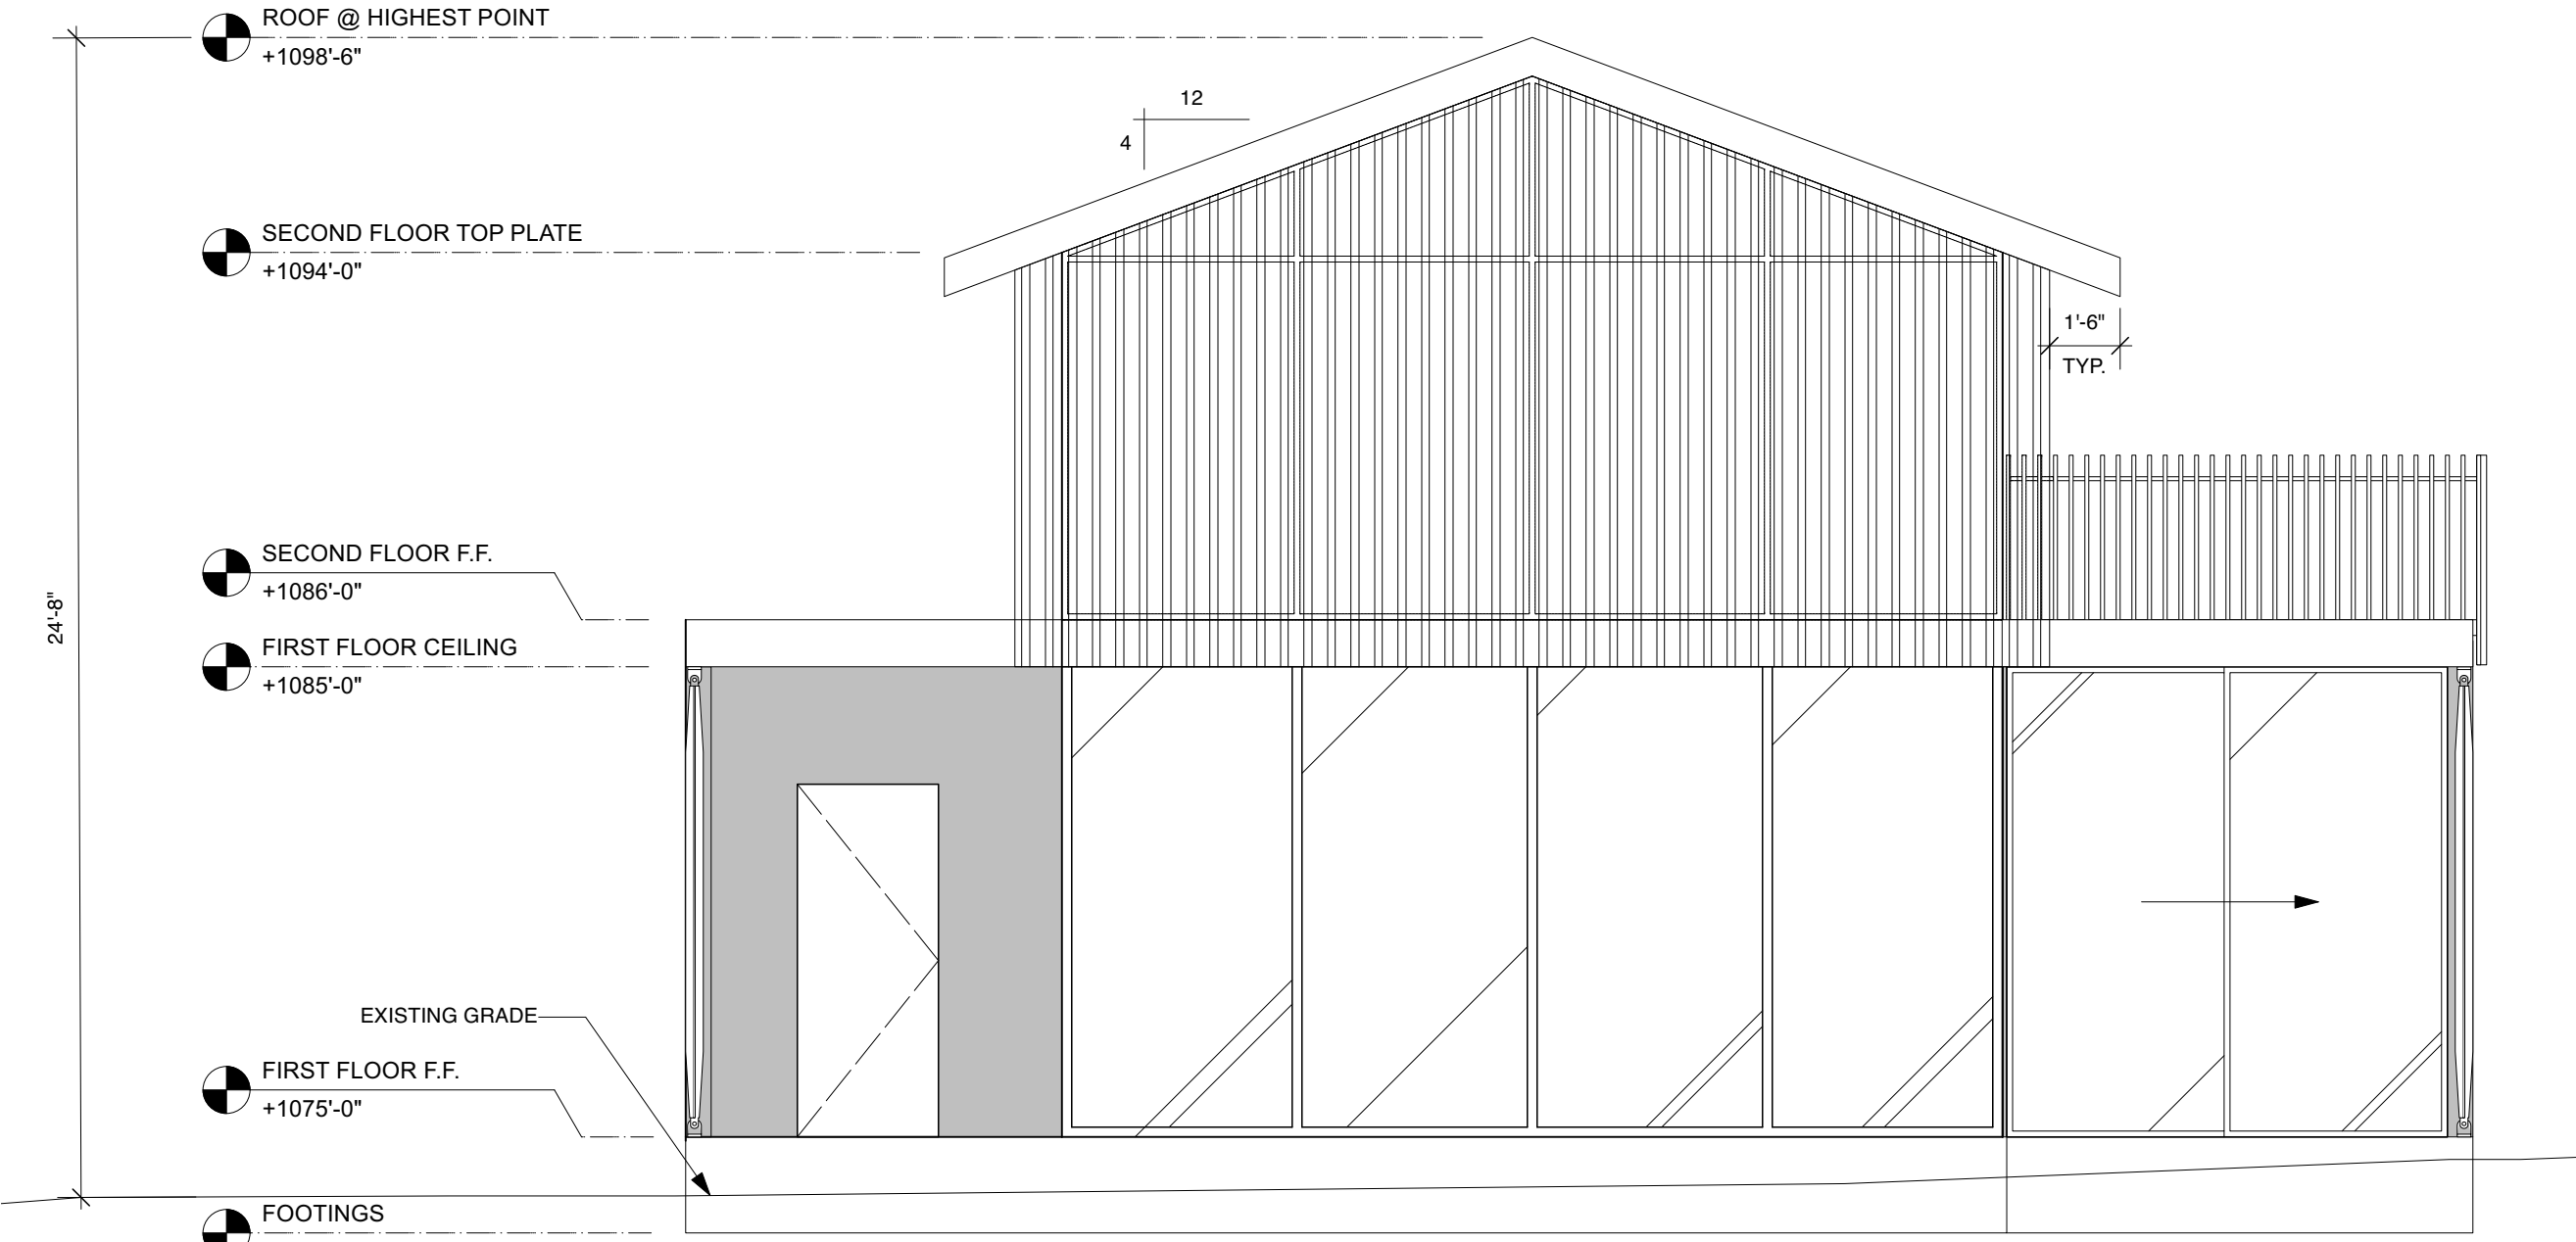 ROOF @ HIGHEST POINT
+1098'-6"
12
4
SECOND FLOOR TOP PLATE
+1094'-0"
1'-6"
TYP.
SECOND FLOOR F.F.
+1086'-0"
24'-8"
FIRST FLOOR CEILING
+1085'-0"
EXISTING GRADE
FIRST FLOOR F.F.
+1075'-0"
FOOTINGS